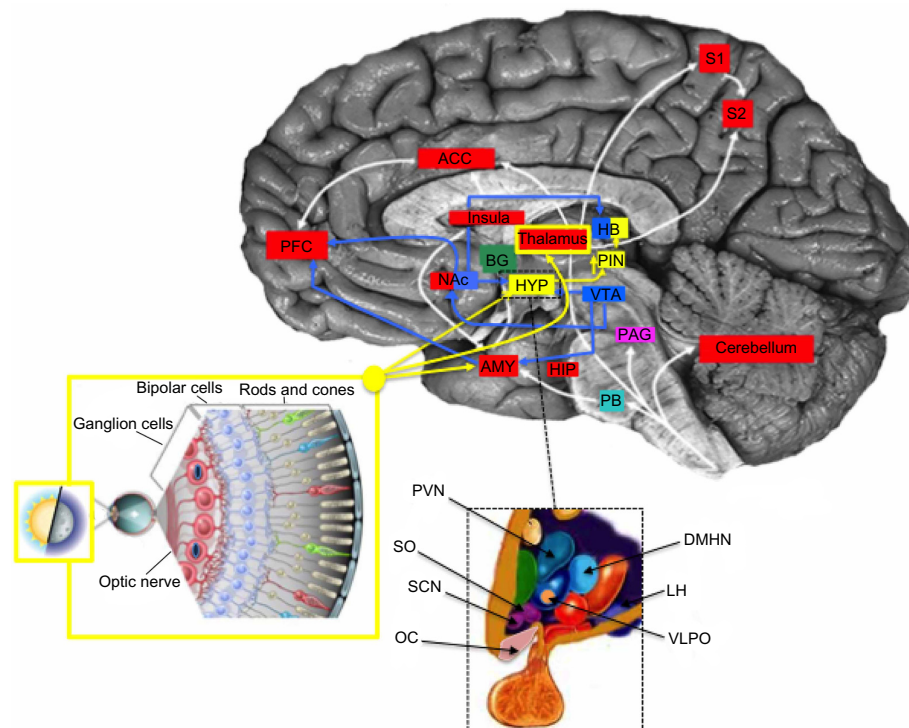 S1
S2
ACC
Insula
HB
PFC
Thalamus
BG
PIN
NAc
HYP
VTA
PAG
Cerebellum
AMY
HIP
PB
Bipolar cells
Rods and cones
Ganglion cells
Optic nerve
PVN
SO
SCN
OC
DMHN
LH
VLPO